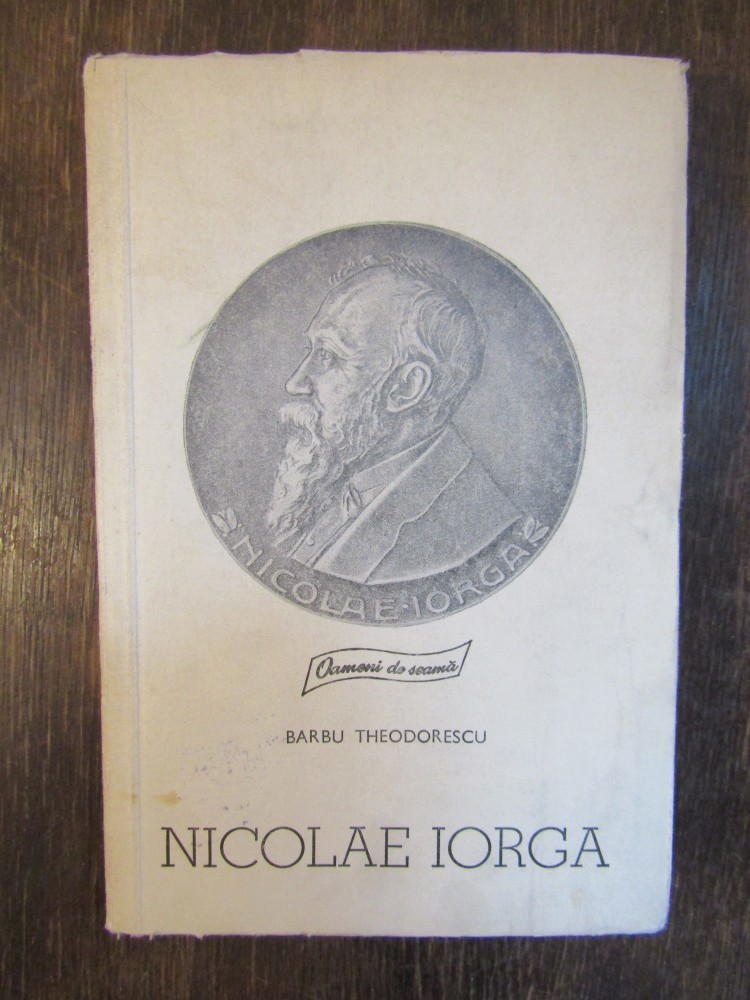 NICOLAE·IORGA
Oameni de seamă
BARBU THEODORESCU
NICOLAE IORGA